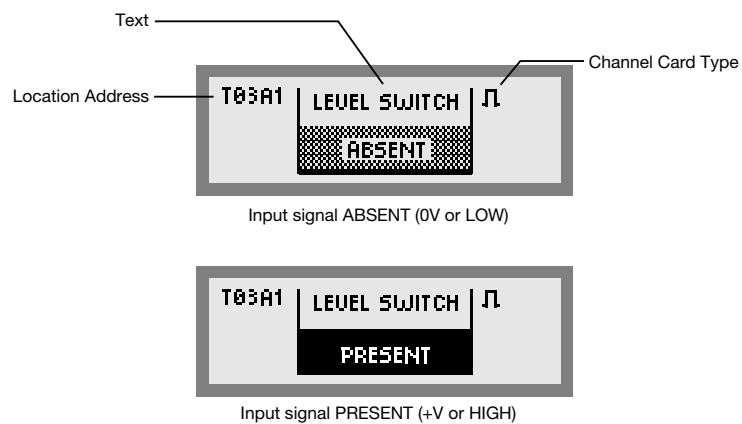 Text
Channel Card Type
Location Address
T03A1
LEVEL SWITCH
ABSENT
Input signal ABSENT (0V or LOW)
T03A1
LEVEL SWITCH
PRESENT
Input signal PRESENT (+V or HIGH)